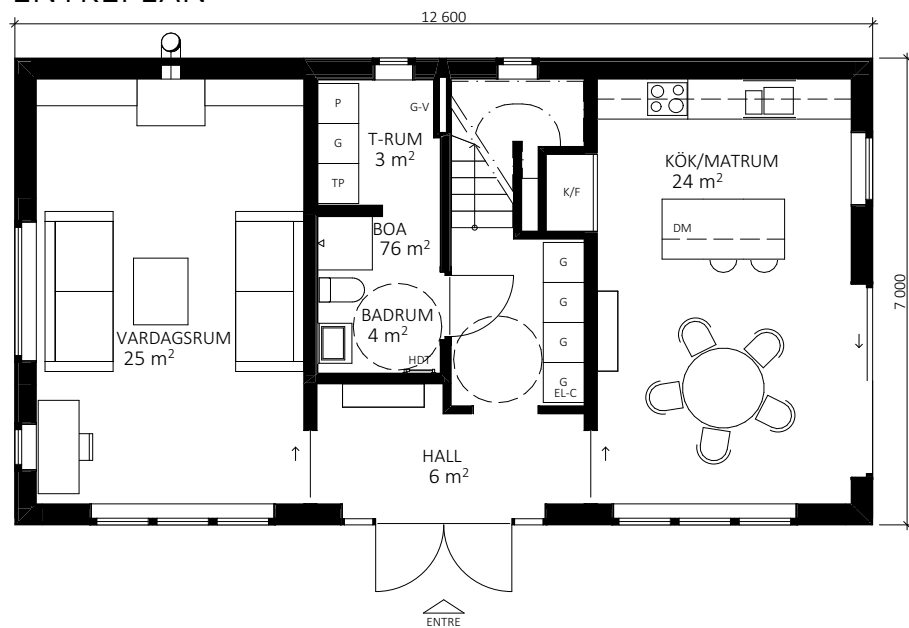 ENTRÉPLAN
12 600
P
G-V
G
T-RUM
3 m²
TP
KÖK/MATRUM
24 m²
K/F
DM
BOA
76 m²
G
G
7 000
BADRUM
4 m²
VARDAGSRUM
25 m²
G
HDT
G
EL-C
HALL
6 m²
ENTRE